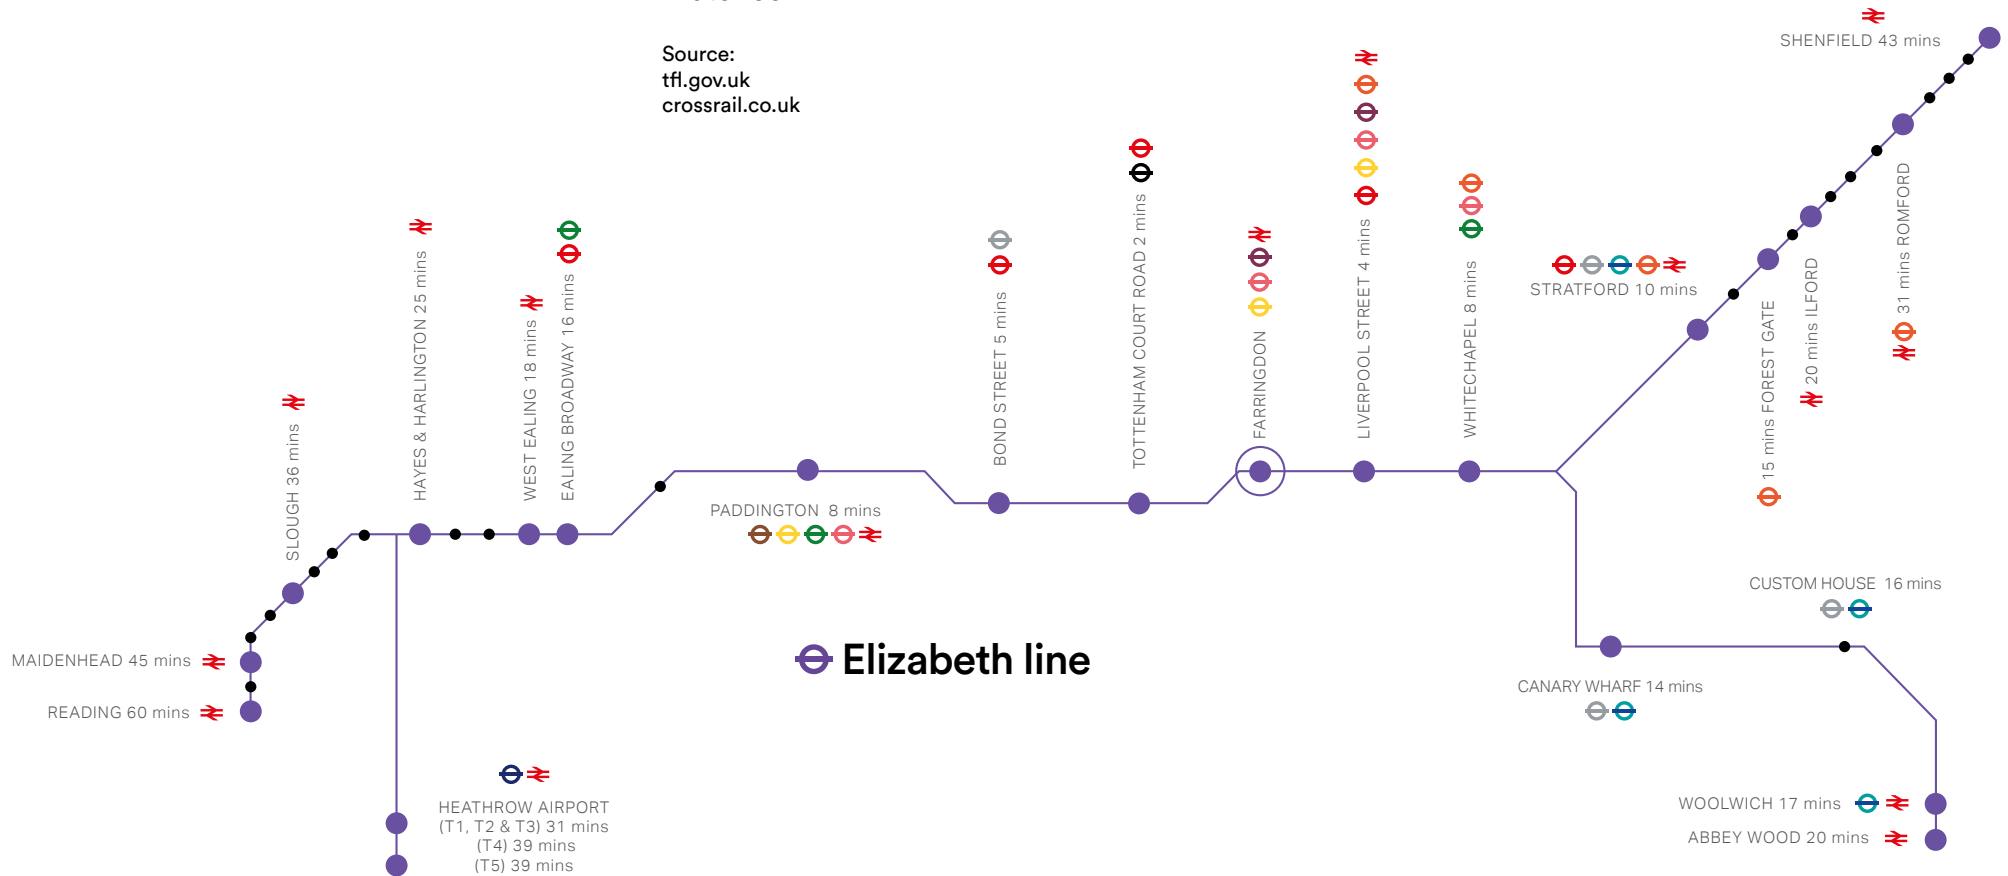 Source:
tfl.gov.uk
crossrail.co.uk
SHENFIELD 43 mins
31 mins ROMFORD
20 mins ILFORD
15 mins FOREST GATE
STRATFORD 10 mins
WHITECHAPEL 8 mins
LIVERPOOL STREET 4 mins
FARRINGDON
TOTTENHAM COURT ROAD 2 mins
BOND STREET 5 mins
PADDINGTON 8 mins
EALING BROADWAY 16 mins
WEST EALING 18 mins
HAYES & HARLINGTON 25 mins
SLOUGH 36 mins
MAIDENHEAD 45 mins
READING 60 mins
HEATHROW AIRPORT
(T1, T2 & T3) 31 mins
(T4) 39 mins
(T5) 39 mins
Elizabeth line
CUSTOM HOUSE 16 mins
CANARY WHARF 14 mins
WOOLWICH 17 mins
ABBEY WOOD 20 mins